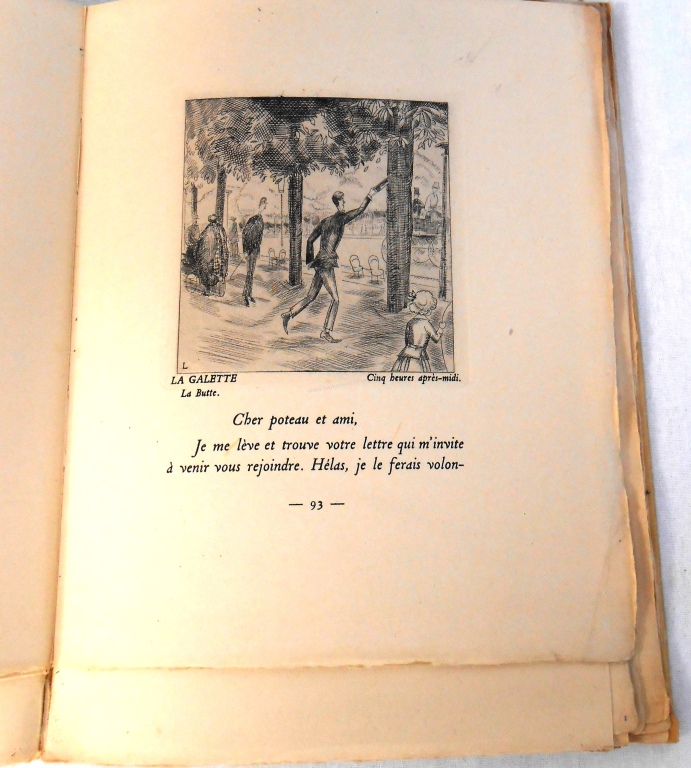 L
LA GALETTE Cinq heures après-midi.
La Butte.
Cher poteau et ami,
Je me lève et trouve votre lettre qui m'invite
à venir vous rejoindre. Hélas, je le ferais volon-
— 93 —